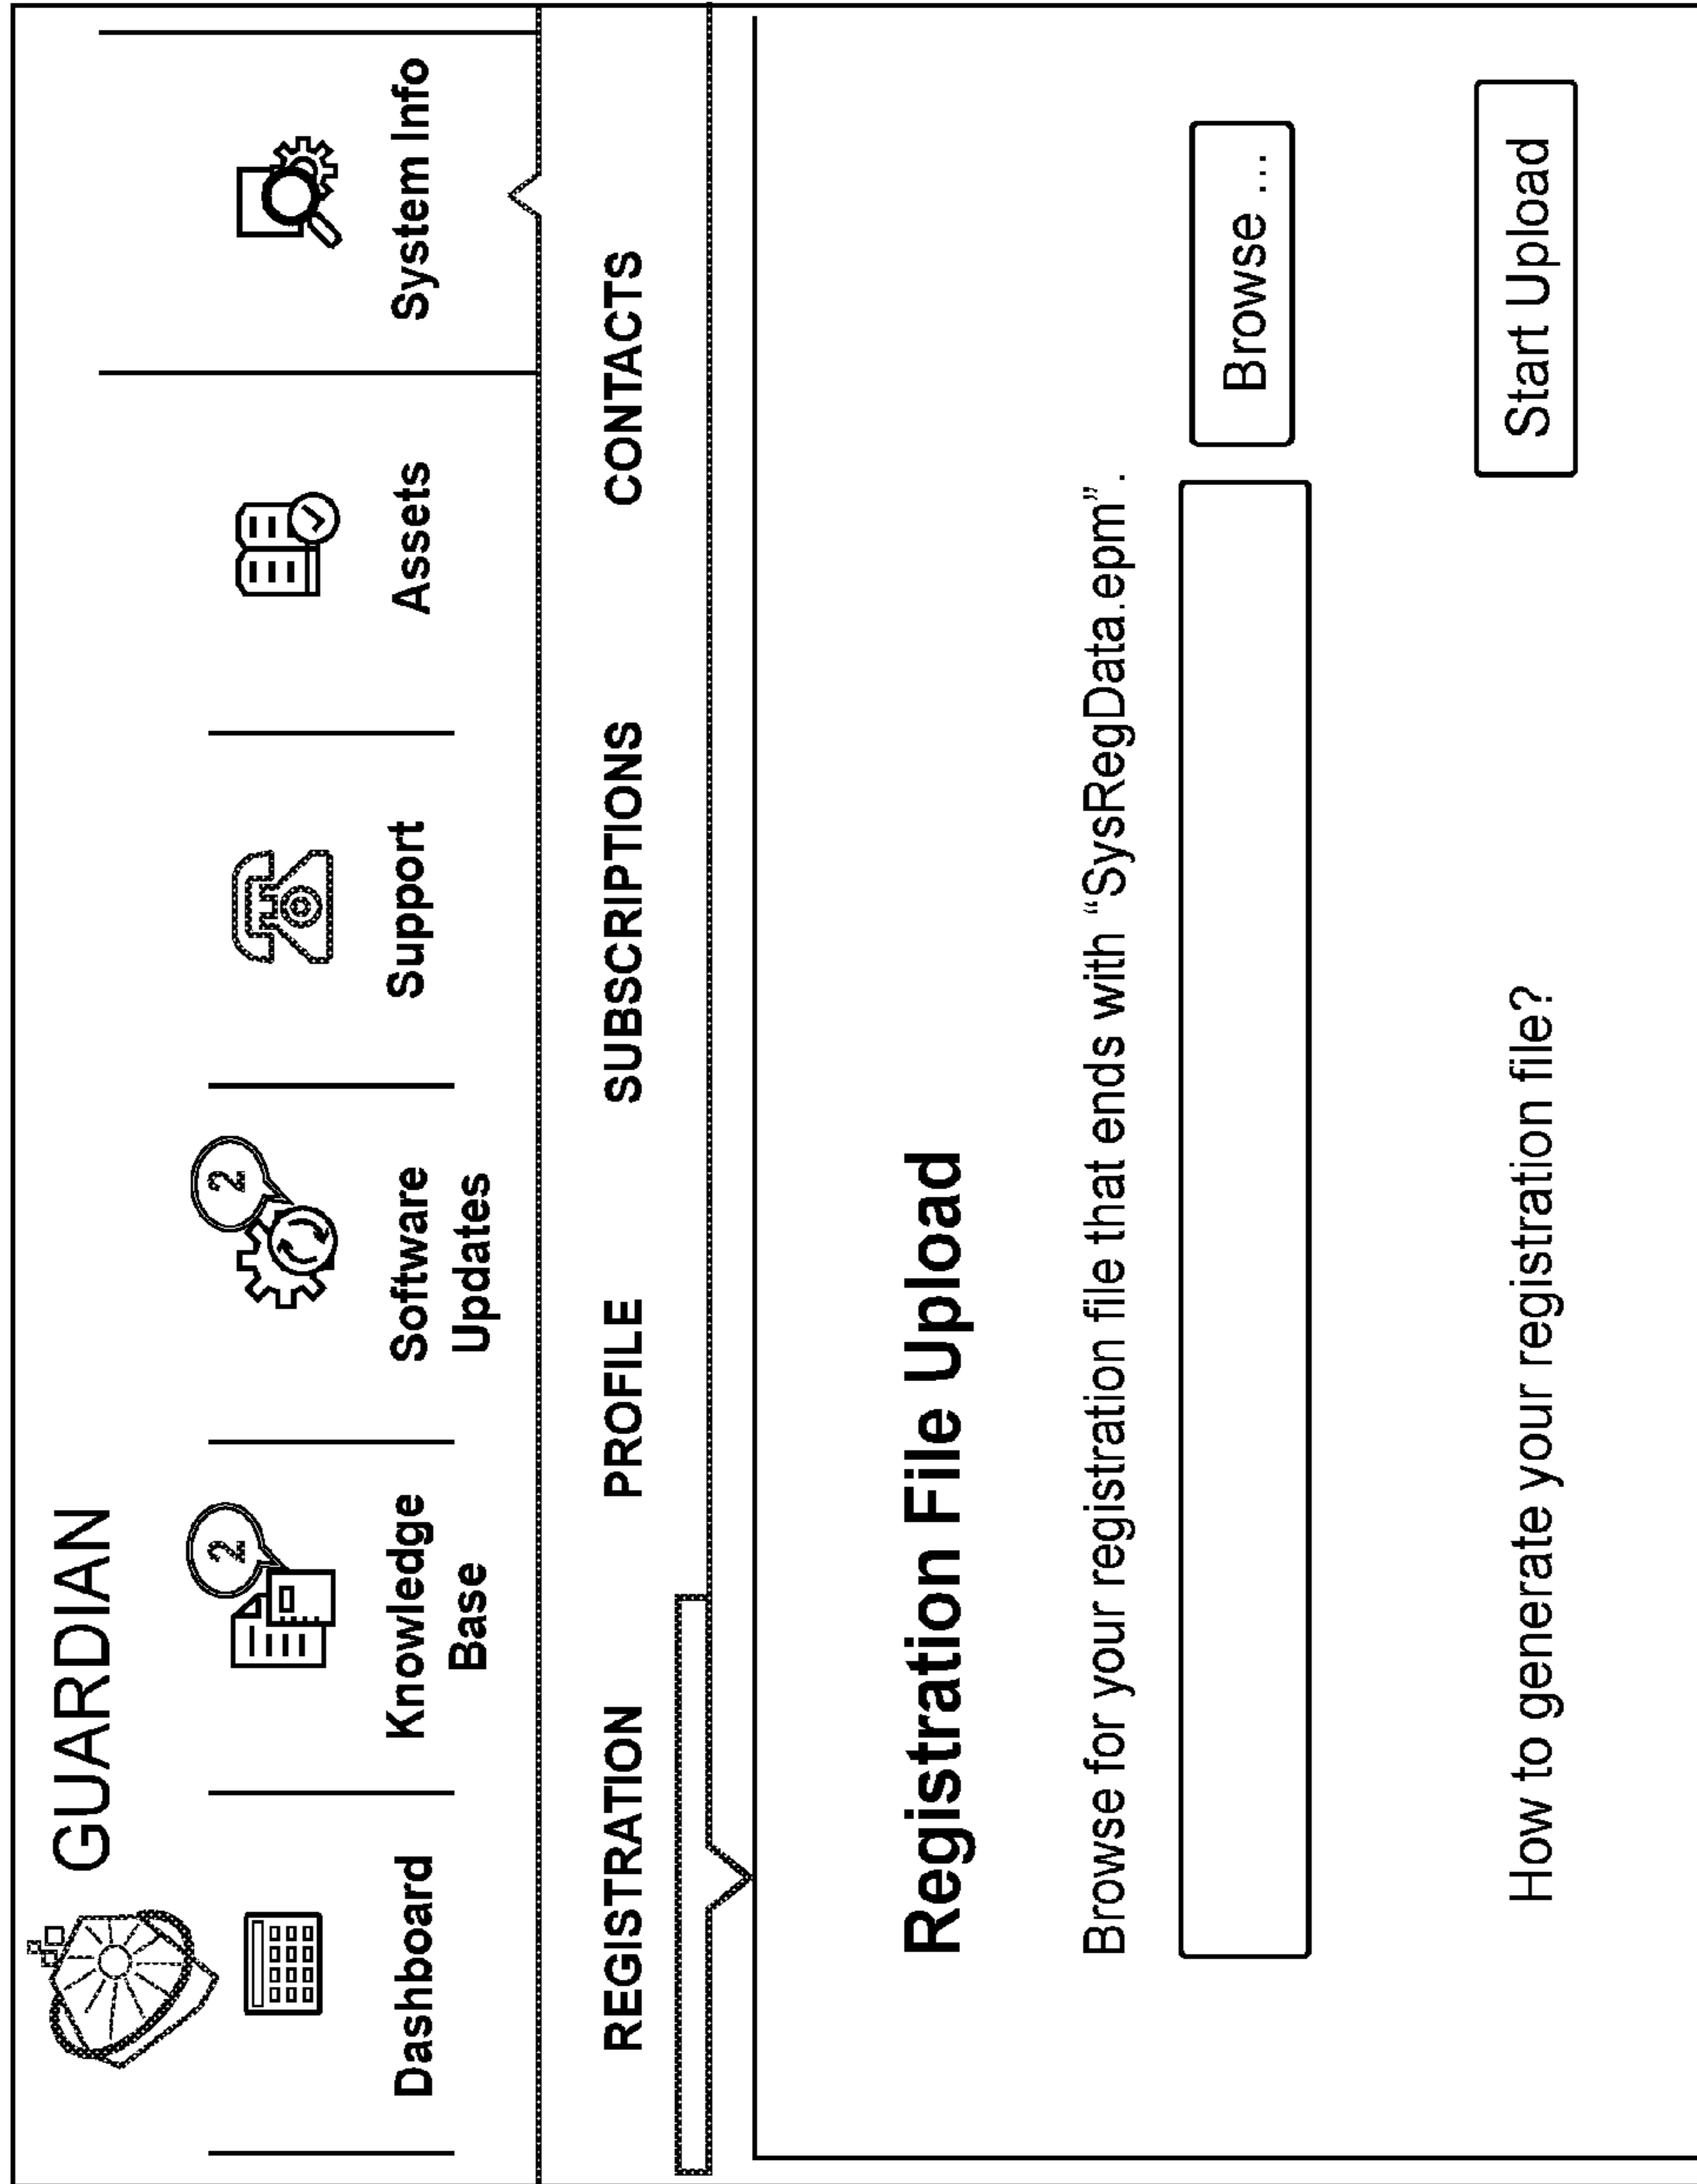 GUARDIAN
2
2
Dashboard
Knowledge
Base
Software
Updates
Support
Assets
System Info
REGISTRATION
PROFILE
SUBSCRIPTIONS
CONTACTS
Registration File Upload
Browse for your registration file that ends with “SysRegData.epm”.
Browse ...
How to generate your registration file?
Start Upload